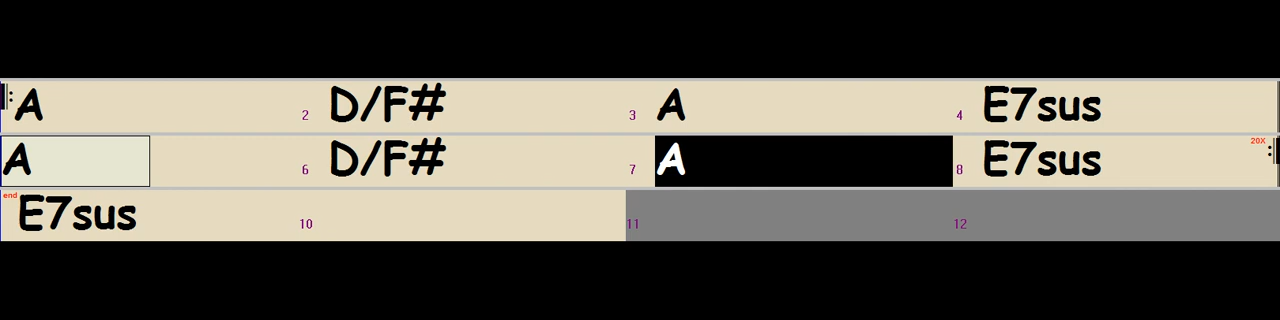 A 2 D/F# 3 A 4 E7sus
A 6 D/F# 7 A 8 E7sus 20X
end E7sus 10 11 12